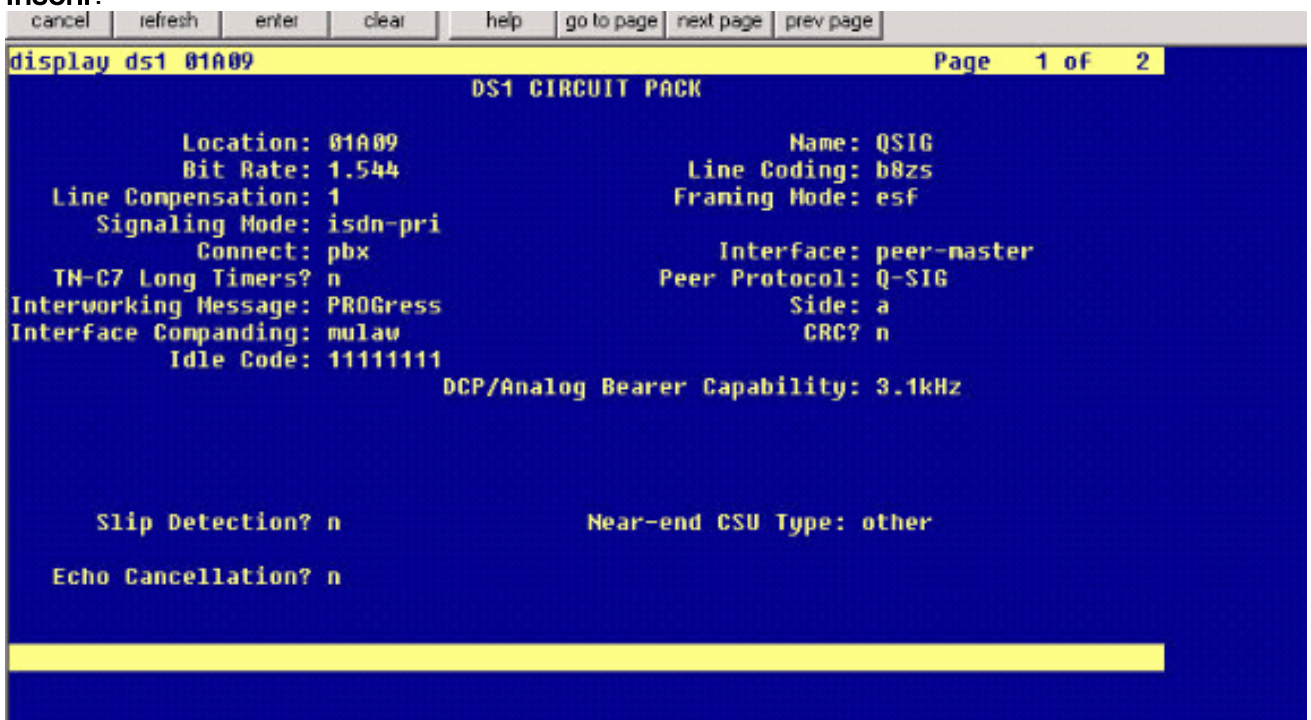 cancel refresh enter clear help go to page next page prev page
display ds1 01A09 Page 1 of 2
DS1 CIRCUIT PACK
Location: 01A09 Name: QSIG
Bit Rate: 1.544 Line Coding: b8zs
Line Compensation: 1 Framing Mode: esf
Signaling Mode: isdn-pri
Connect: pbx Interface: peer-master
TN-C7 Long Timers? n Peer Protocol: Q-SIG
Interworking Message: PROGress Side: a
Interface Companding: mulaw CRC? n
Idle Code: 11111111
DCP/Analog Bearer Capability: 3.1kHz
Slip Detection? n Near-end CSU Type: other
Echo Cancellation? n